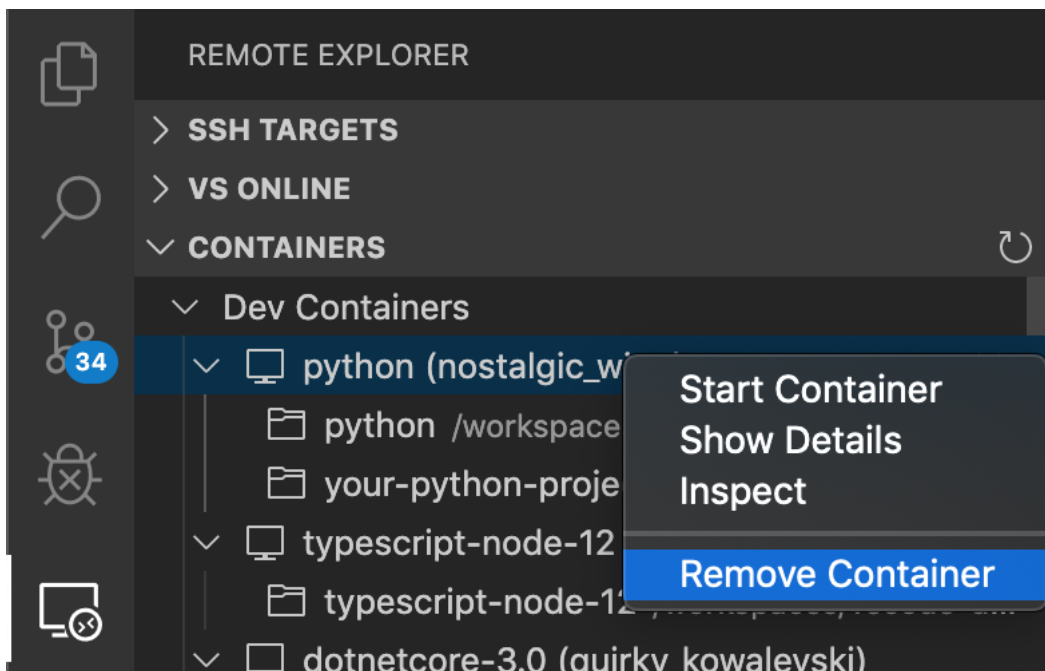 REMOTE EXPLORER
SSH TARGETS
VS ONLINE
CONTAINERS
Dev Containers
python (nostalgic_w
python /workspace
your-python-proje
typescript-node-12
typescript-node-12
dotnetcore-3.0 (quirky_kowalevski)
34
Start Container
Show Details
Inspect
Remove Container